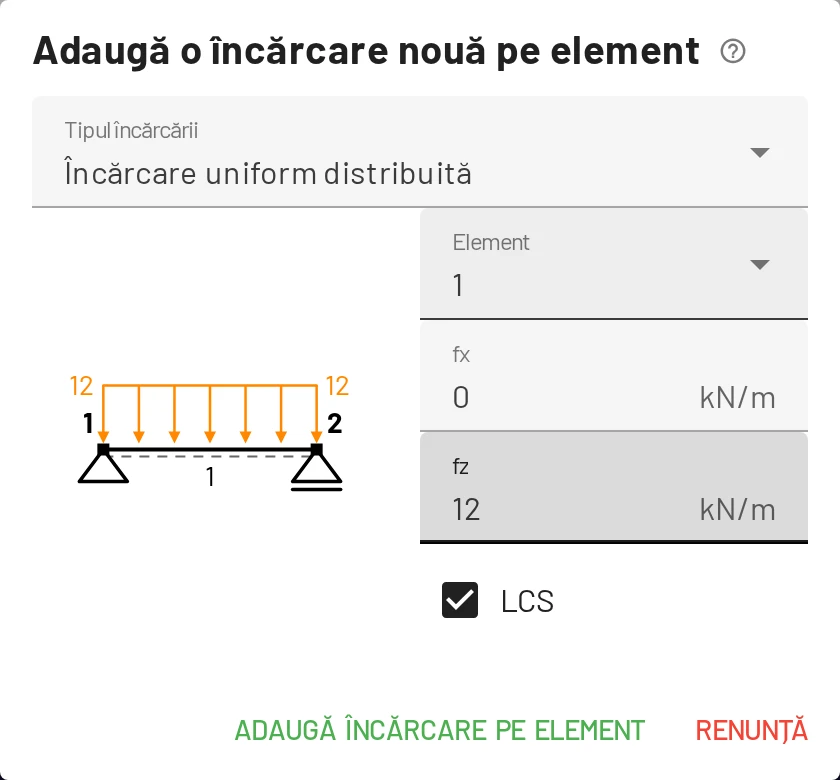 Adaugă o încărcare nouă pe element ?
Tipul încărcării
Încărcare uniform distribuită
Element
1
fx
0 kN/m
fz
12 kN/m
LCS
12 12
1 2
1
ADAUGĂ ÎNCĂRCARE PE ELEMENT RENUNȚĂ